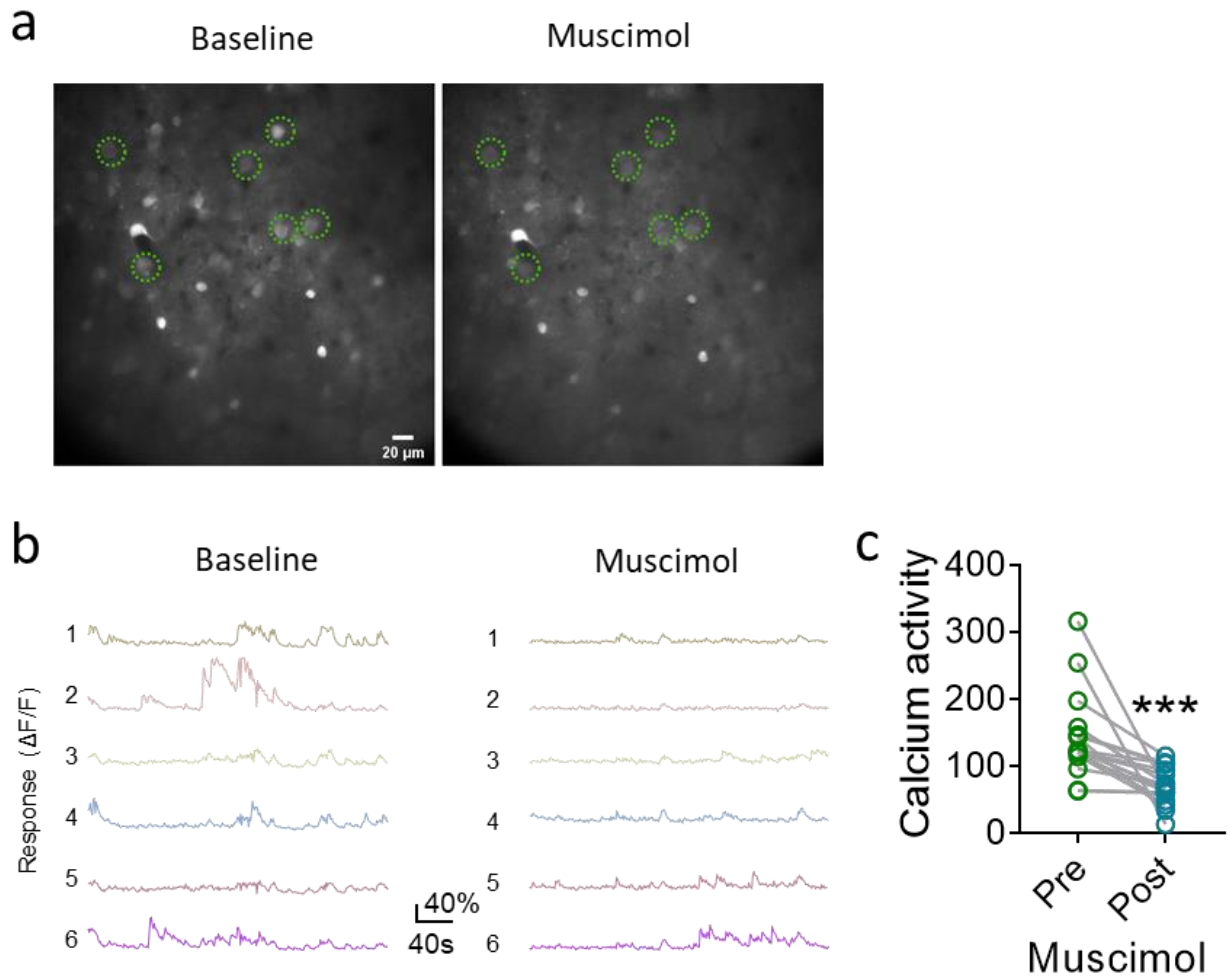 a
Baseline
Muscimol
20 µm
b
Baseline
Muscimol
Response (ΔF/F)
1
2
3
4
5
6
1
2
3
4
5
6
40%
40s
c
Calcium activity
400
300
200
100
0
***
Pre
Post
Muscimol